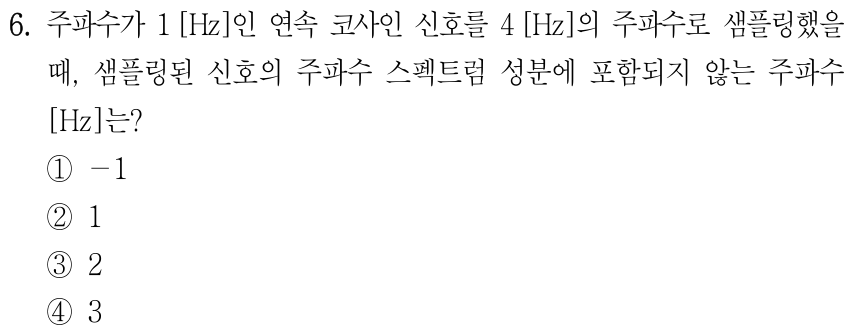 6. 주파수가 1 [Hz]인 연속 코사인 신호를 4 [Hz]의 주파수로 샘플링했을
때, 샘플링된 신호의 주파수 스펙트럼 성분에 포함되지 않는 주파수
[Hz]는?
① -1
② 1
③ 2
④ 3